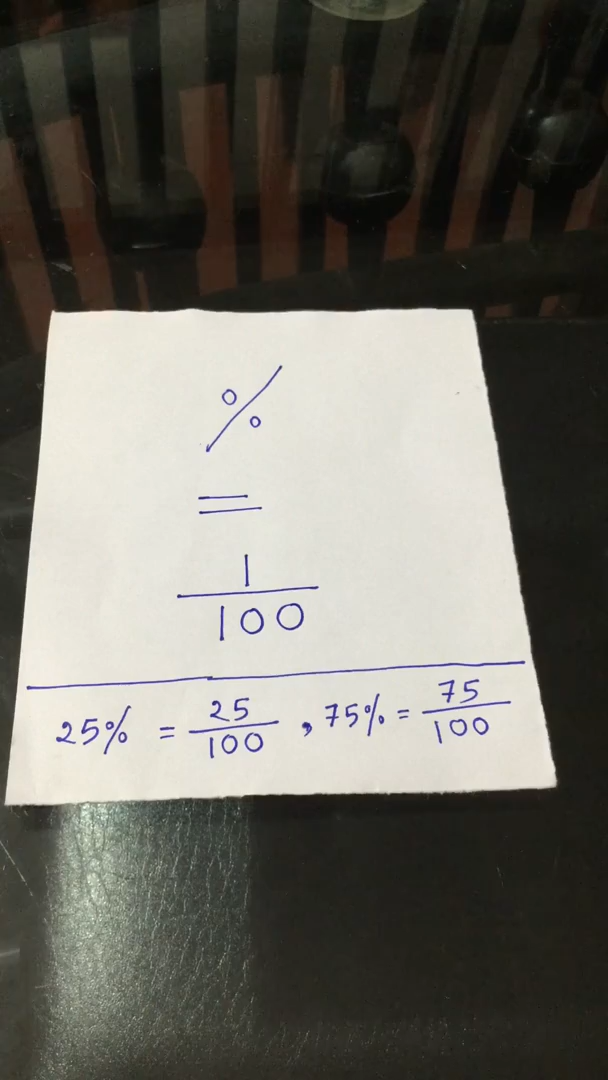 %
=
1/100
25% = 25/100 , 75% = 75/100